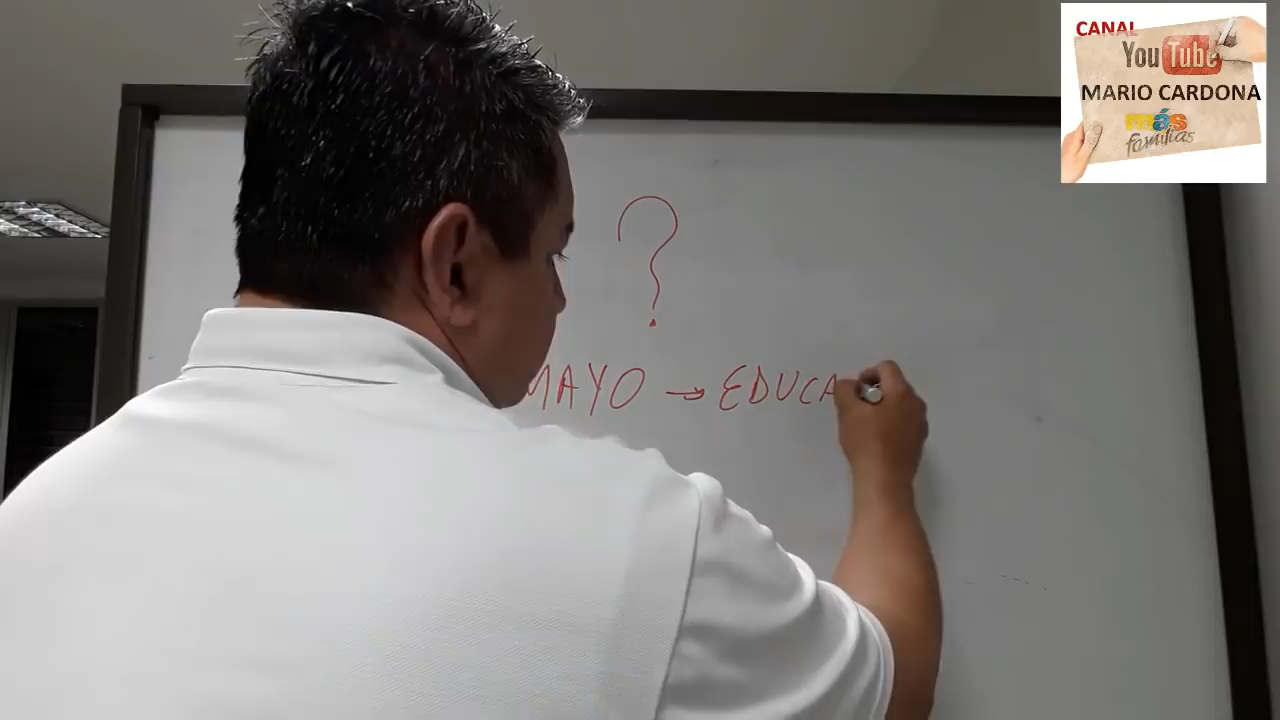 CANAL
YouTube
MARIO CARDONA
más
familias
?
MAYO → EDUCA